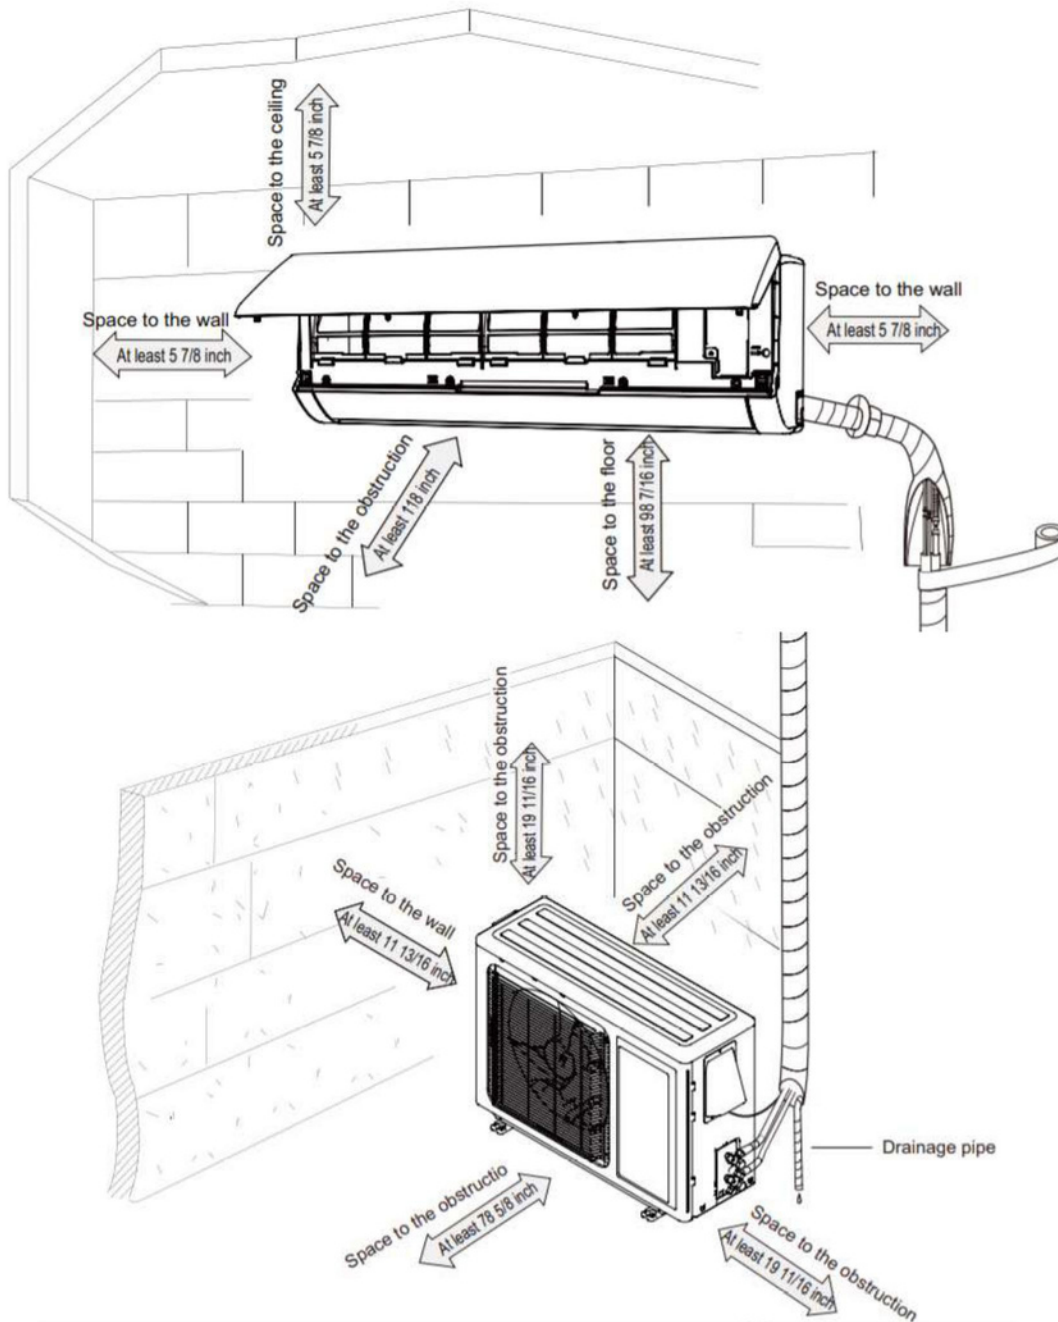 Space to the ceiling
At least 5 7/8 inch
Space to the wall
At least 5 7/8 inch
Space to the wall
At least 5 7/8 inch
Space to the obstruction
At least 118 inch
Space to the floor
At least 98 7/16 inch
Space to the obstruction
At least 19 11/16 inch
Space to the obstruction
At least 11 13/16 inch
Space to the wall
At least 11 13/16 inch
Drainage pipe
Space to the obstructio
At least 78 5/8 inch
Space to the obstruction
At least 19 11/16 inch